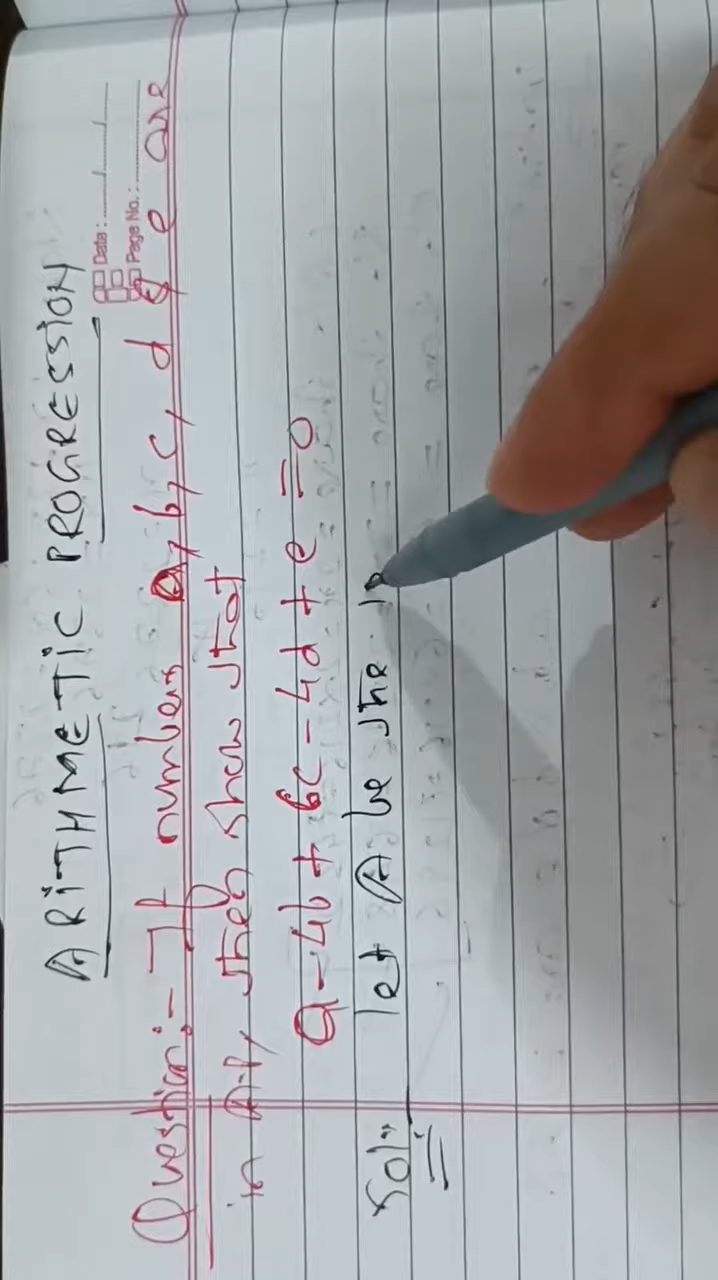 ARITHMETIC PROGRESSION
Date :
Page No. :
Question:- If numbers a, b, c, d & e are
in A.P, then show that
a-4b+6c-4d+e=0
Sol: let A be the